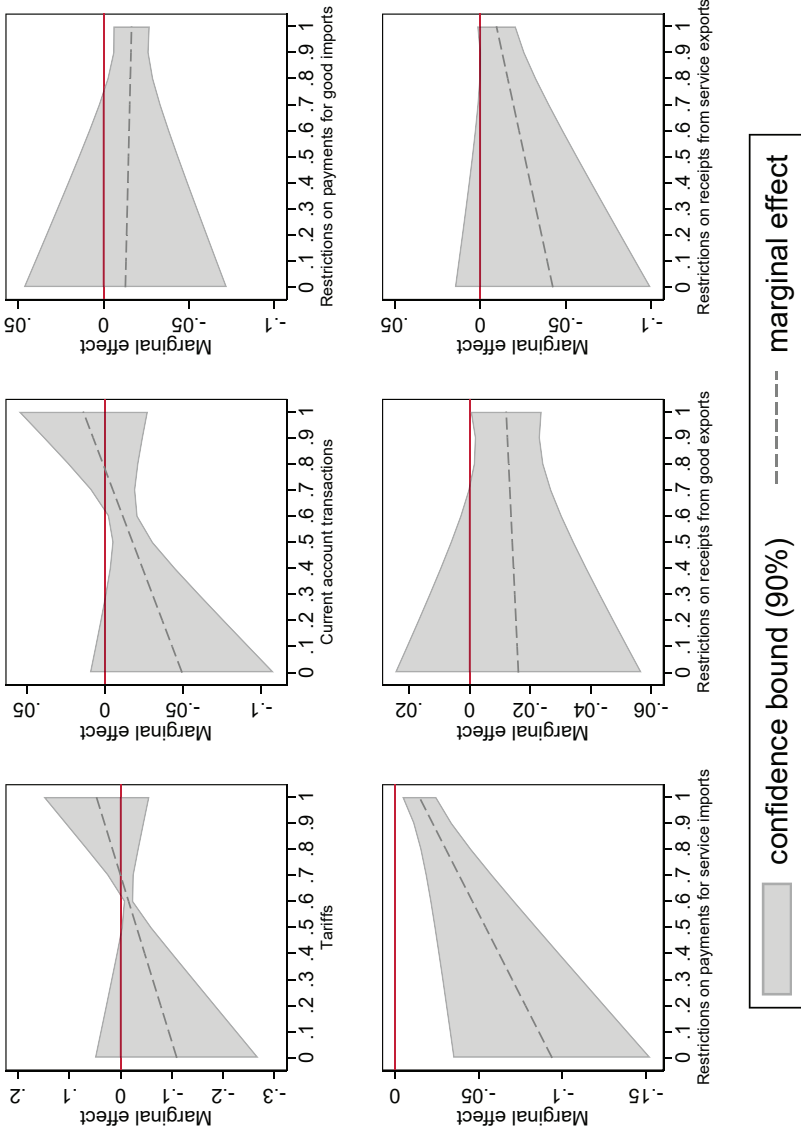 Marginal effect
.2
.1
0
-.1
-.2
-.3
0 .1 .2 .3 .4 .5 .6 .7 .8 .9 1
Tariffs
Marginal effect
.05
0
-.05
-.1
0 .1 .2 .3 .4 .5 .6 .7 .8 .9 1
Current account transactions
Marginal effect
.05
0
-.05
-.1
0 .1 .2 .3 .4 .5 .6 .7 .8 .9 1
Restrictions on payments for good imports
Marginal effect
0
-.05
-.1
-.15
0 .1 .2 .3 .4 .5 .6 .7 .8 .9 1
Restrictions on payments for service imports
Marginal effect
.02
0
-.02
-.04
-.06
0 .1 .2 .3 .4 .5 .6 .7 .8 .9 1
Restrictions on receipts from good exports
Marginal effect
.05
0
-.05
-.1
0 .1 .2 .3 .4 .5 .6 .7 .8 .9 1
Restrictions on receipts from service exports
confidence bound (90%) marginal effect